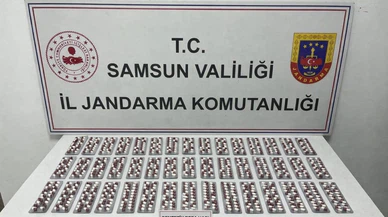 T.C.
SAMSUN VALİLİĞİ
İL JANDARMA KOMUTANLIĞI